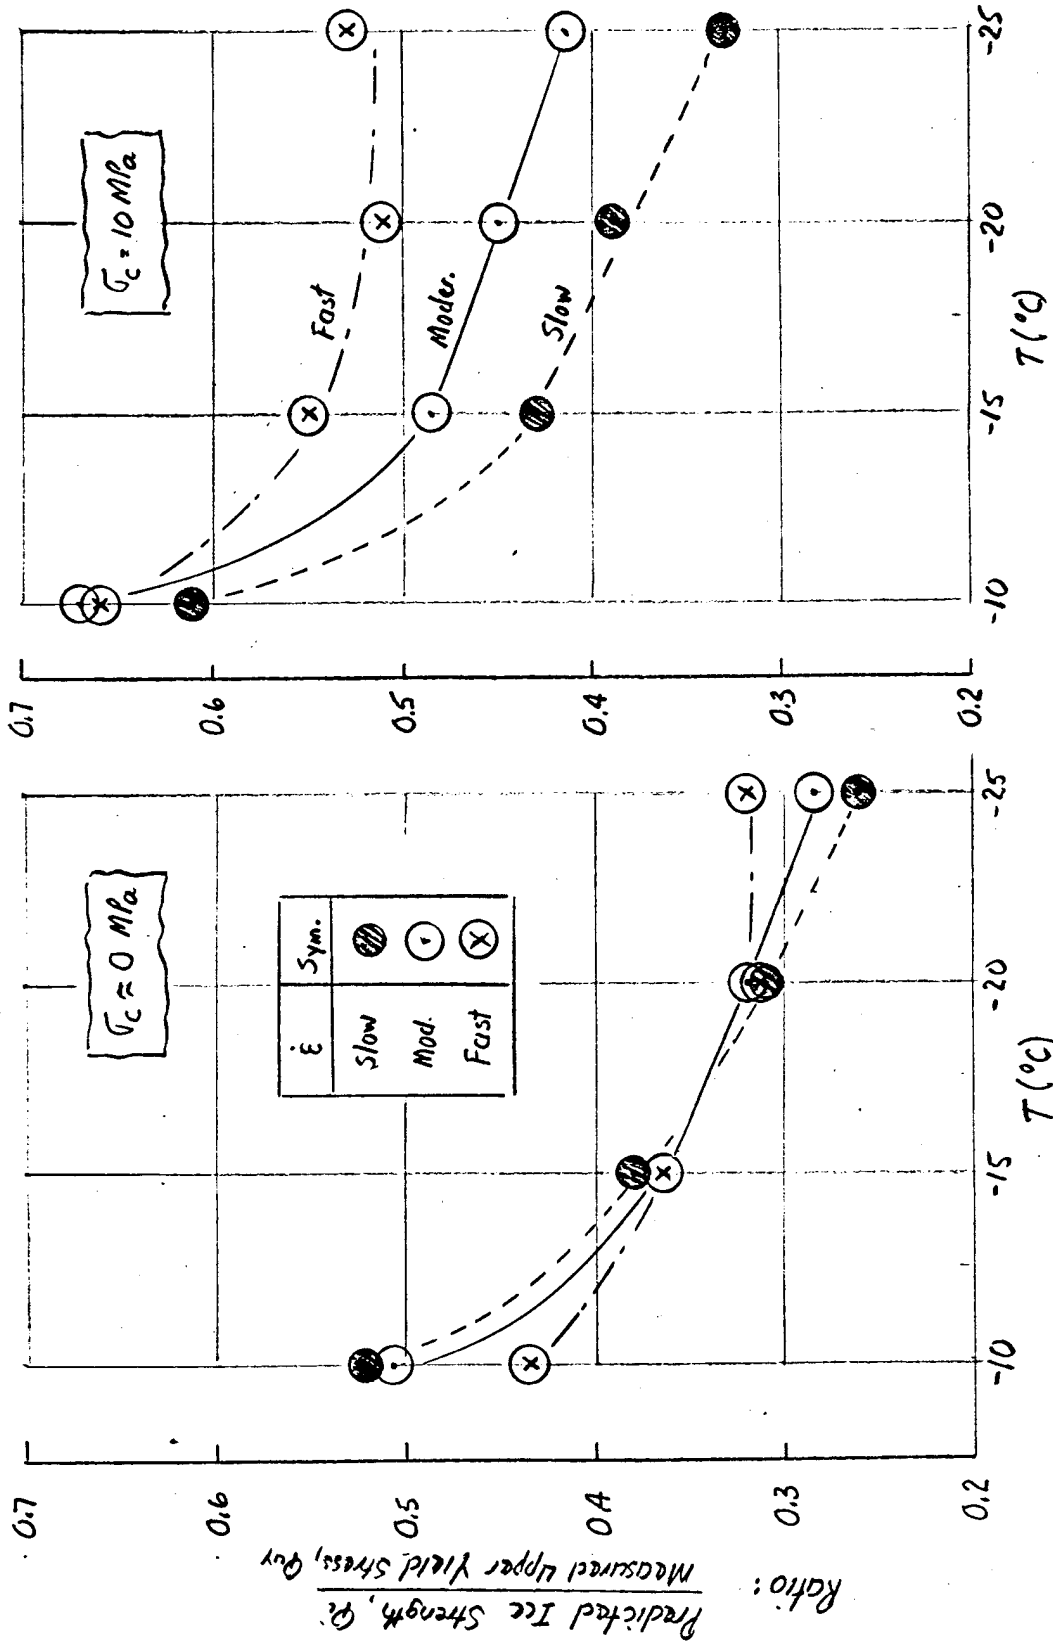 Ratio:
Predicted Ice Strength, Qi
Measured Upper Yield Stress, Quy
0.7
0.6
0.5
0.4
0.3
0.2
σc ≈ 0 MPa
ε̇ Sym.
Slow
Mod.
Fast
-10 -15 -20 -25
T (°C)
0.7
0.6
0.5
0.4
0.3
0.2
σc = 10 MPa
Fast
Moder.
Slow
-10 -15 -20 -25
T (°C)